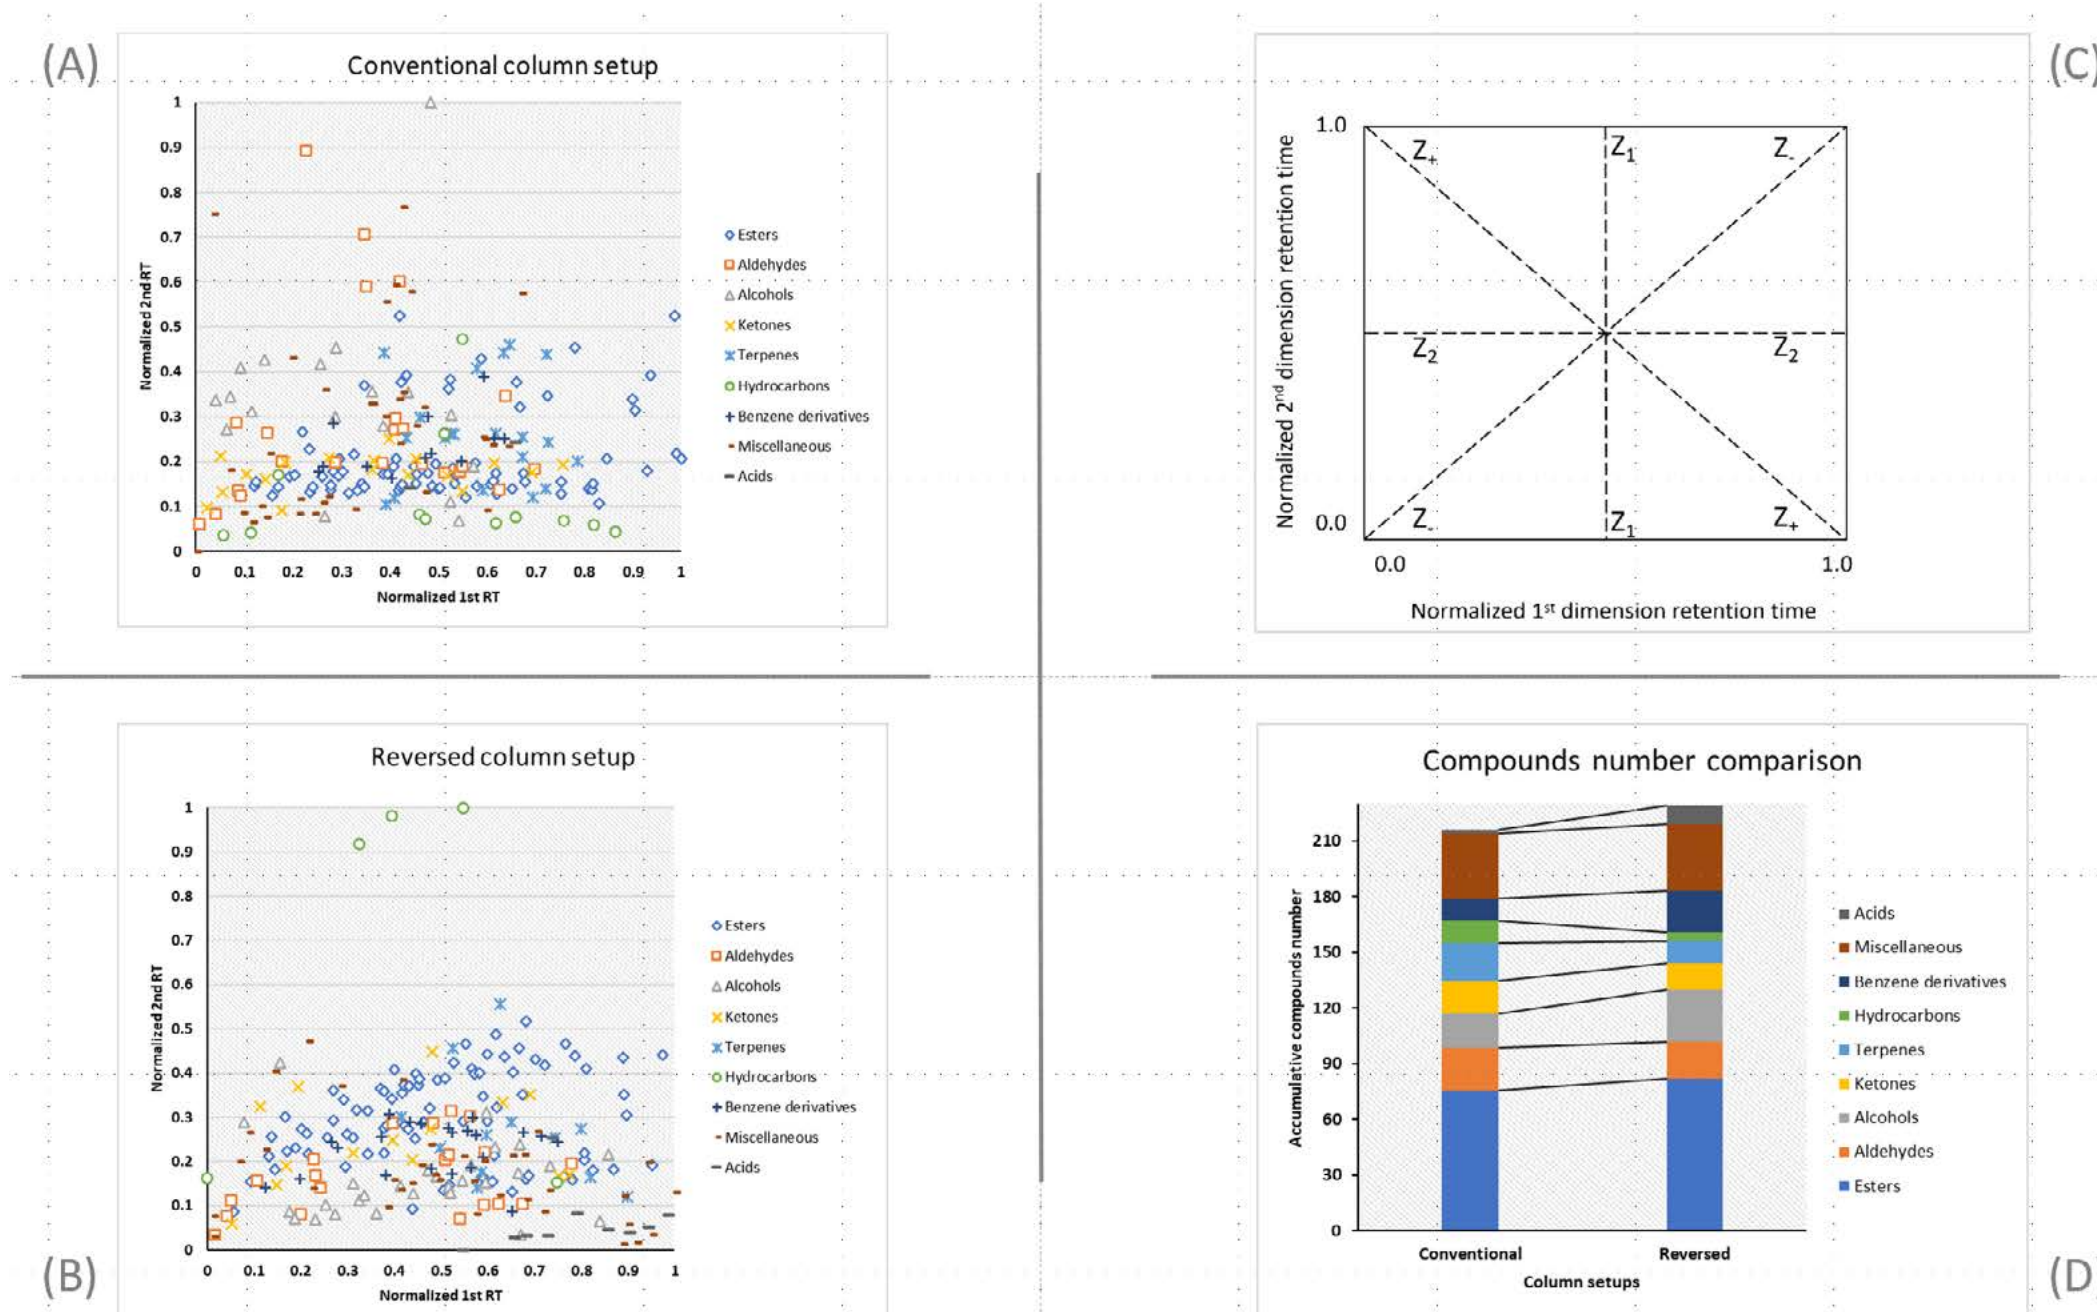 (A)
Conventional column setup
Normalized 2nd RT
1
0.9
0.8
0.7
0.6
0.5
0.4
0.3
0.2
0.1
0
0 0.1 0.2 0.3 0.4 0.5 0.6 0.7 0.8 0.9 1
Normalized 1st RT
Esters
Aldehydes
Alcohols
Ketones
Terpenes
Hydrocarbons
Benzene derivatives
Miscellaneous
Acids
(C)
Normalized 2nd dimension retention time
1.0
0.0
Z+ Z1 Z-
Z2 Z2
Z- Z1 Z+
0.0 1.0
Normalized 1st dimension retention time
(B)
Reversed column setup
Normalized 2nd RT
1
0.9
0.8
0.7
0.6
0.5
0.4
0.3
0.2
0.1
0
0 0.1 0.2 0.3 0.4 0.5 0.6 0.7 0.8 0.9 1
Normalized 1st RT
Esters
Aldehydes
Alcohols
Ketones
Terpenes
Hydrocarbons
Benzene derivatives
Miscellaneous
Acids
(D)
Compounds number comparison
Accumulative compounds number
210
180
150
120
90
60
30
0
Conventional Reversed
Column setups
Acids
Miscellaneous
Benzene derivatives
Hydrocarbons
Terpenes
Ketones
Alcohols
Aldehydes
Esters